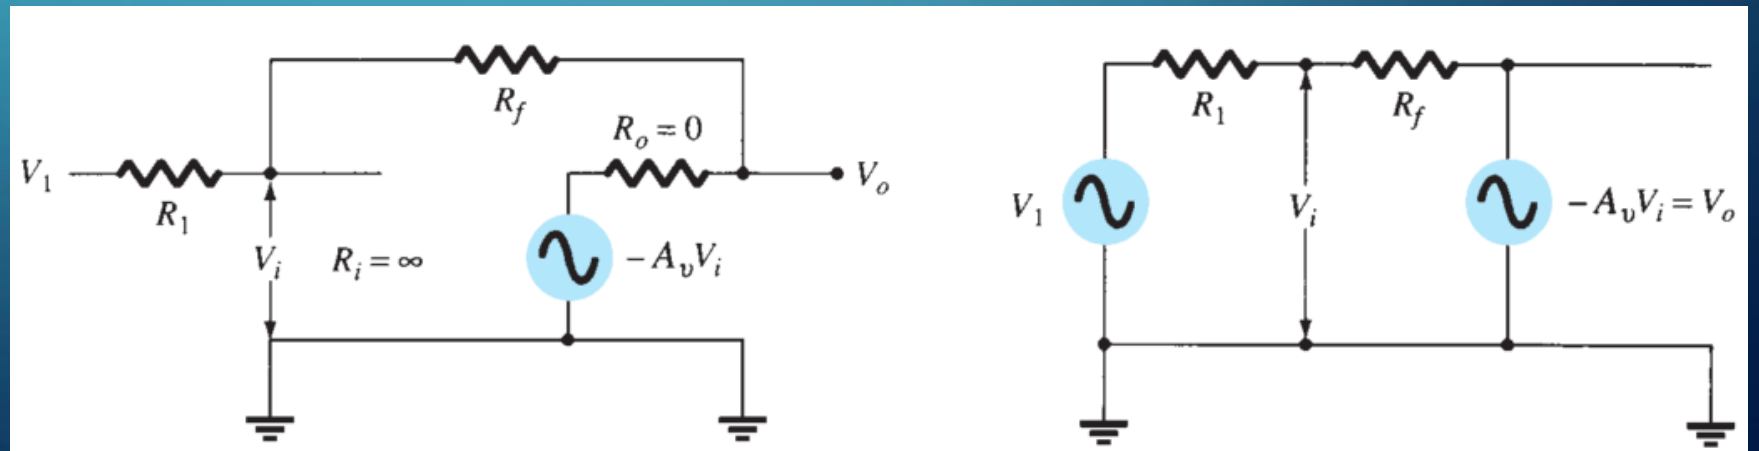 R_f
R_o = 0
V_1
R_1
V_o
V_i
R_i = ∞
− A_υV_i
R_1
R_f
V_1
V_i
− A_υV_i = V_o